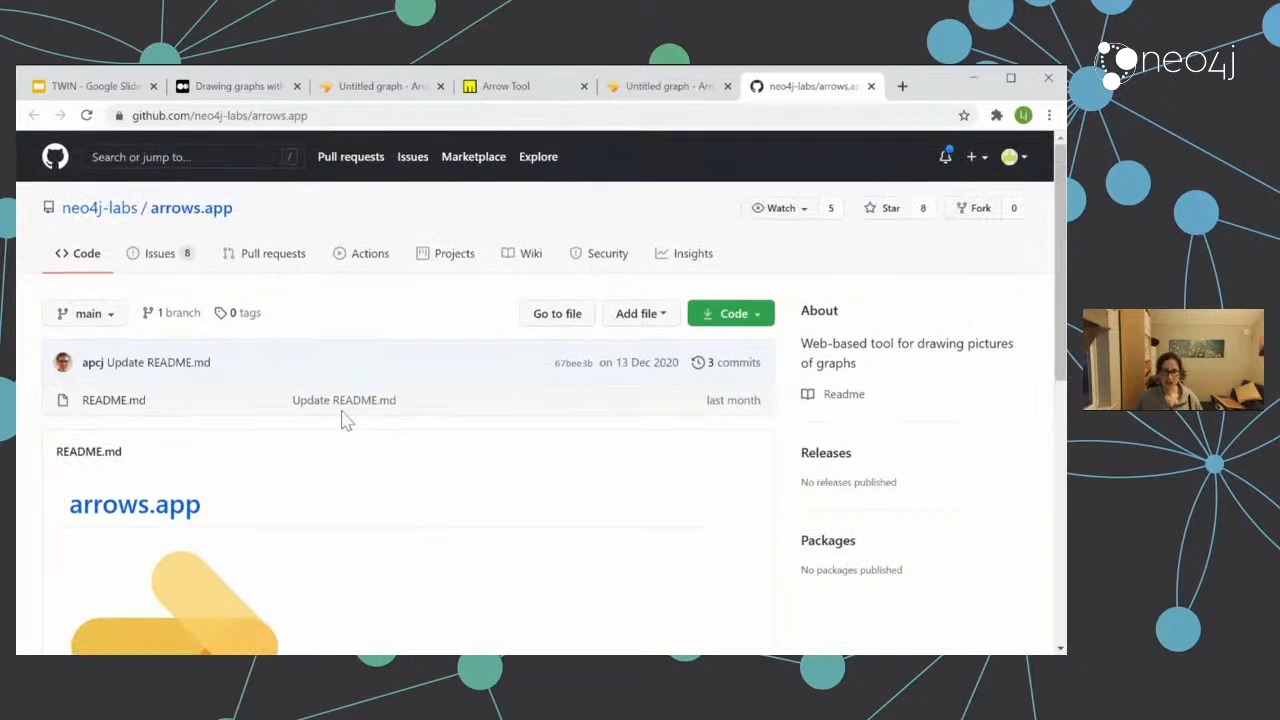 neo4j
TWIN - Google Slide
Drawing graphs with
Untitled graph - Arr
Arrow Tool
Untitled graph - Arr
neo4j-labs/arrows.ap
github.com/neo4j-labs/arrows.app
Lj
Search or jump to...
/
Pull requests
Issues
Marketplace
Explore
neo4j-labs / arrows.app
Watch
5
Star
8
Fork
0
Code
Issues
8
Pull requests
Actions
Projects
Wiki
Security
Insights
main
1 branch
0 tags
Go to file
Add file
Code
apcj Update README.md
67bee3b on 13 Dec 2020
3 commits
README.md
Update README.md
last month
README.md
arrows.app
About
Web-based tool for drawing pictures
of graphs
Readme
Releases
No releases published
Packages
No packages published